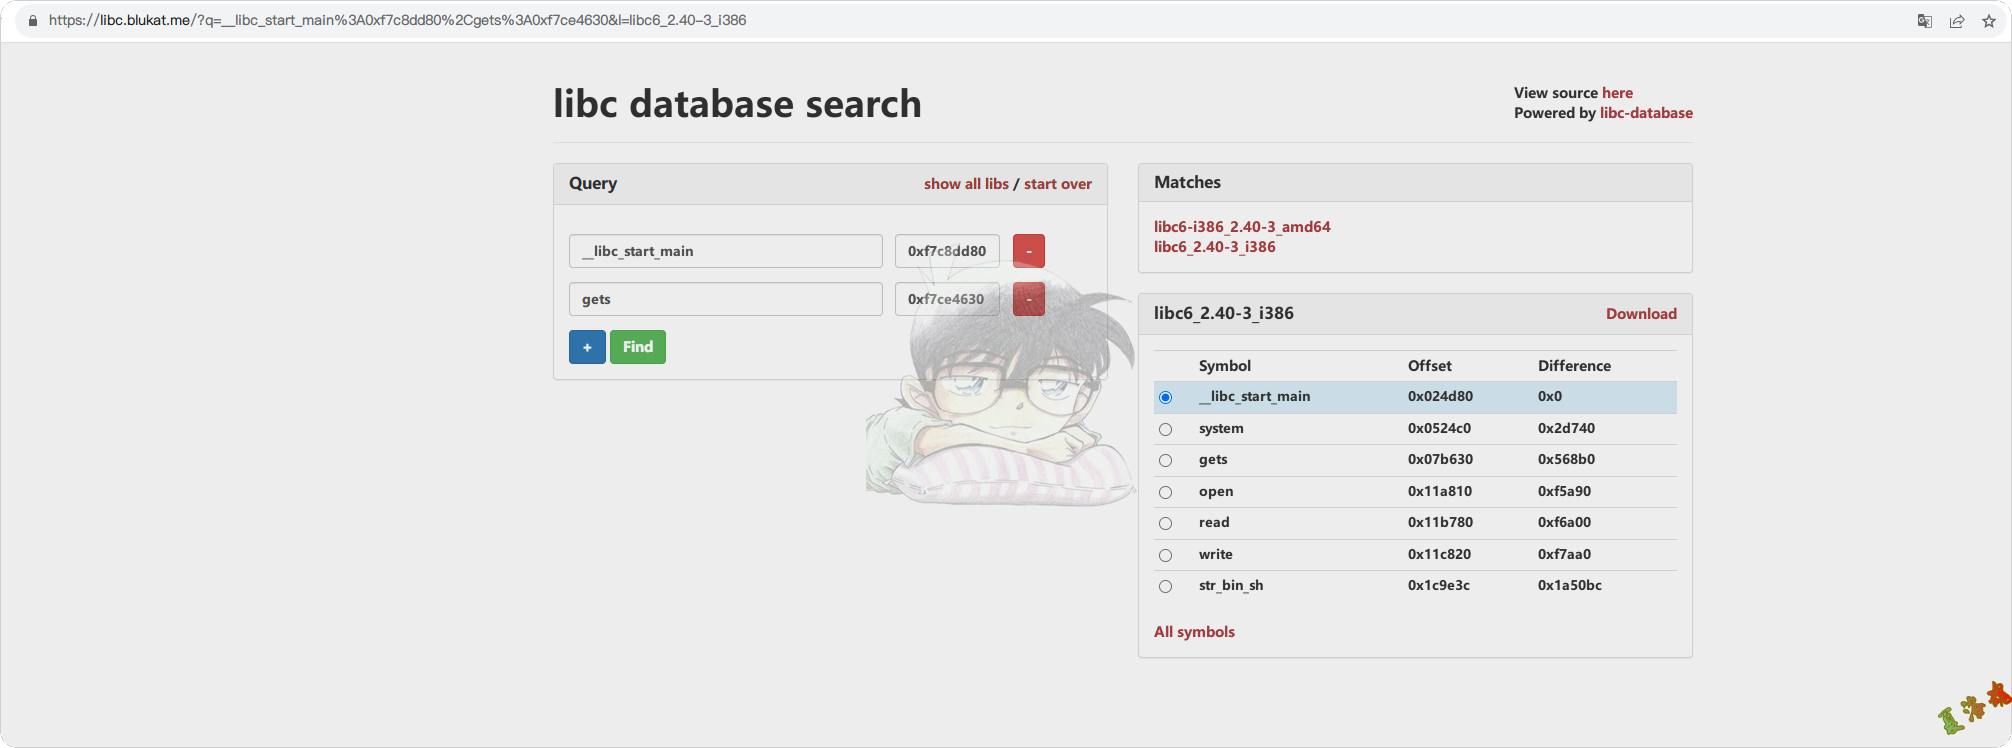 https://libc.blukat.me/?q=__libc_start_main%3A0xf7c8dd80%2Cgets%3A0xf7ce4630&l=libc6_2.40-3_i386
libc database search
View source here
Powered by libc-database
Query
show all libs / start over
__libc_start_main 0xf7c8dd80 -
gets 0xf7ce4630 -
+ Find
Matches
libc6-i386_2.40-3_amd64
libc6_2.40-3_i386
libc6_2.40-3_i386 Download
Symbol Offset Difference
__libc_start_main 0x024d80 0x0
system 0x0524c0 0x2d740
gets 0x07b630 0x568b0
open 0x11a810 0xf5a90
read 0x11b780 0xf6a00
write 0x11c820 0xf7aa0
str_bin_sh 0x1c9e3c 0x1a50bc
All symbols